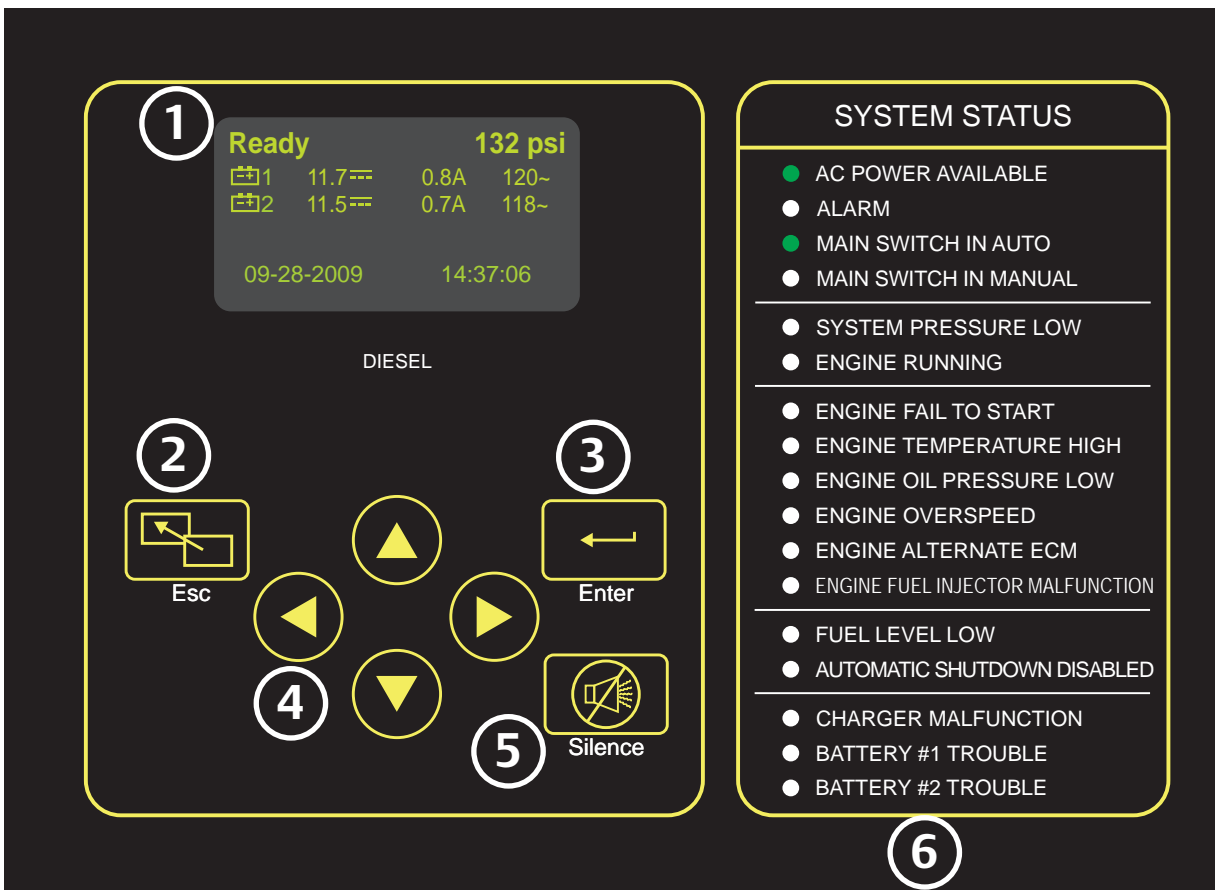 1
Ready 132 psi
1 11.7 0.8A 120~
2 11.5 0.7A 118~
09-28-2009 14:37:06
DIESEL
2
Esc
3
Enter
4
5
Silence
SYSTEM STATUS
AC POWER AVAILABLE
ALARM
MAIN SWITCH IN AUTO
MAIN SWITCH IN MANUAL
SYSTEM PRESSURE LOW
ENGINE RUNNING
ENGINE FAIL TO START
ENGINE TEMPERATURE HIGH
ENGINE OIL PRESSURE LOW
ENGINE OVERSPEED
ENGINE ALTERNATE ECM
ENGINE FUEL INJECTOR MALFUNCTION
FUEL LEVEL LOW
AUTOMATIC SHUTDOWN DISABLED
CHARGER MALFUNCTION
BATTERY #1 TROUBLE
BATTERY #2 TROUBLE
6